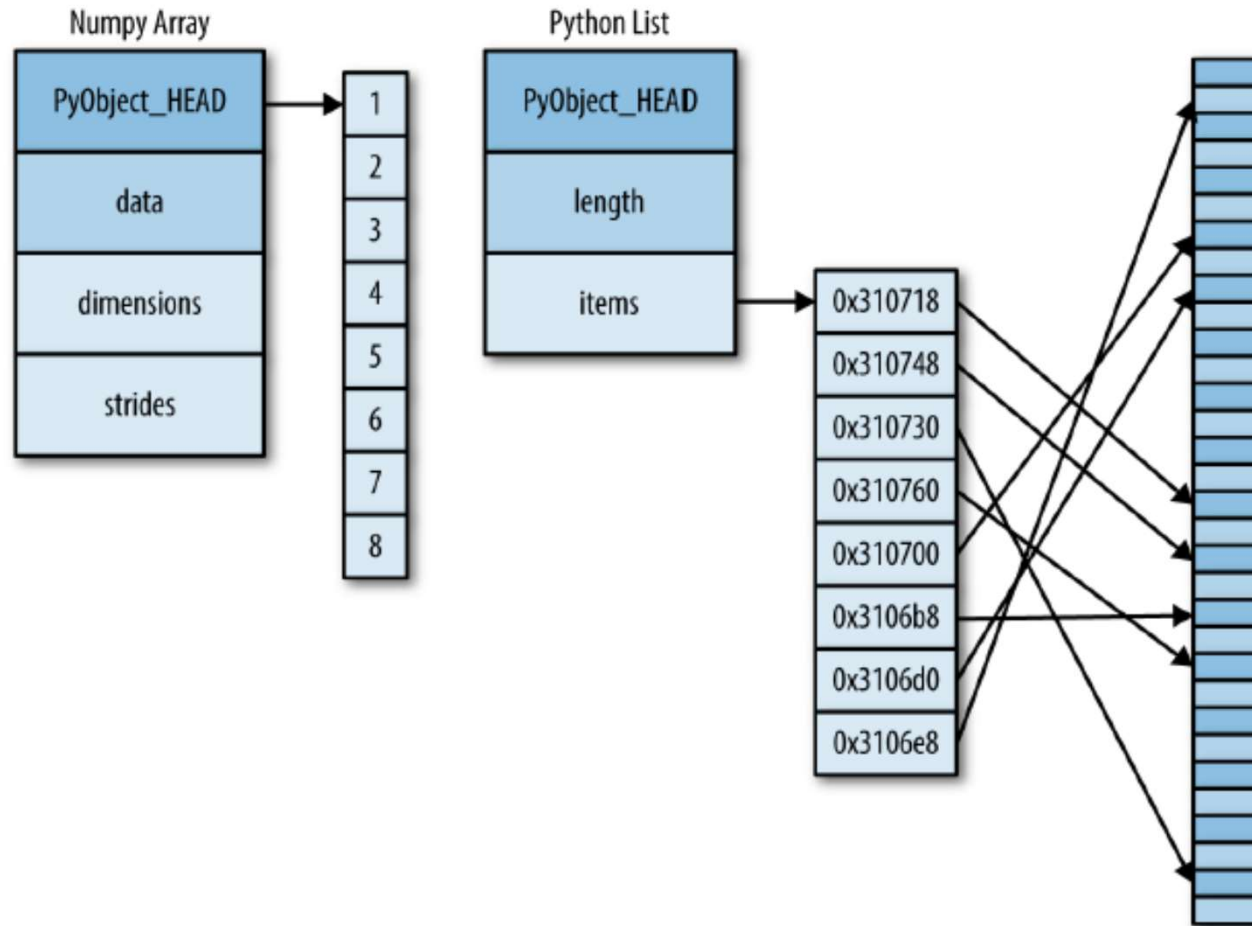 Numpy Array
PyObject_HEAD
data
dimensions
strides
1
2
3
4
5
6
7
8
Python List
PyObject_HEAD
length
items
0x310718
0x310748
0x310730
0x310760
0x310700
0x3106b8
0x3106d0
0x3106e8